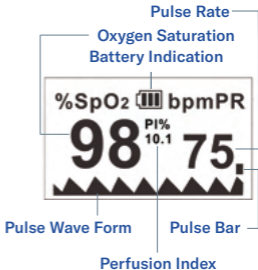 Pulse Rate
Oxygen Saturation
Battery Indication
%SpO2 bpmPR
98 PI% 75
10.1
Pulse Wave Form Pulse Bar
Perfusion Index